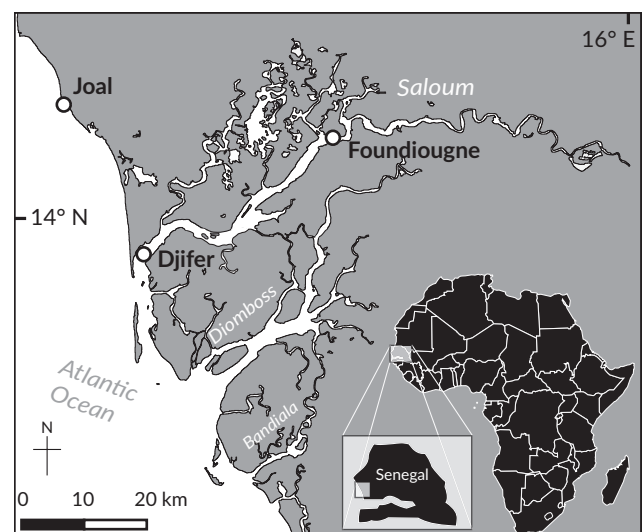 16° E
Joal
Saloum
Foundiougne
14° N
Djifer
Diomboss
Atlantic
Ocean
Bandiala
N
Senegal
0 10 20 km